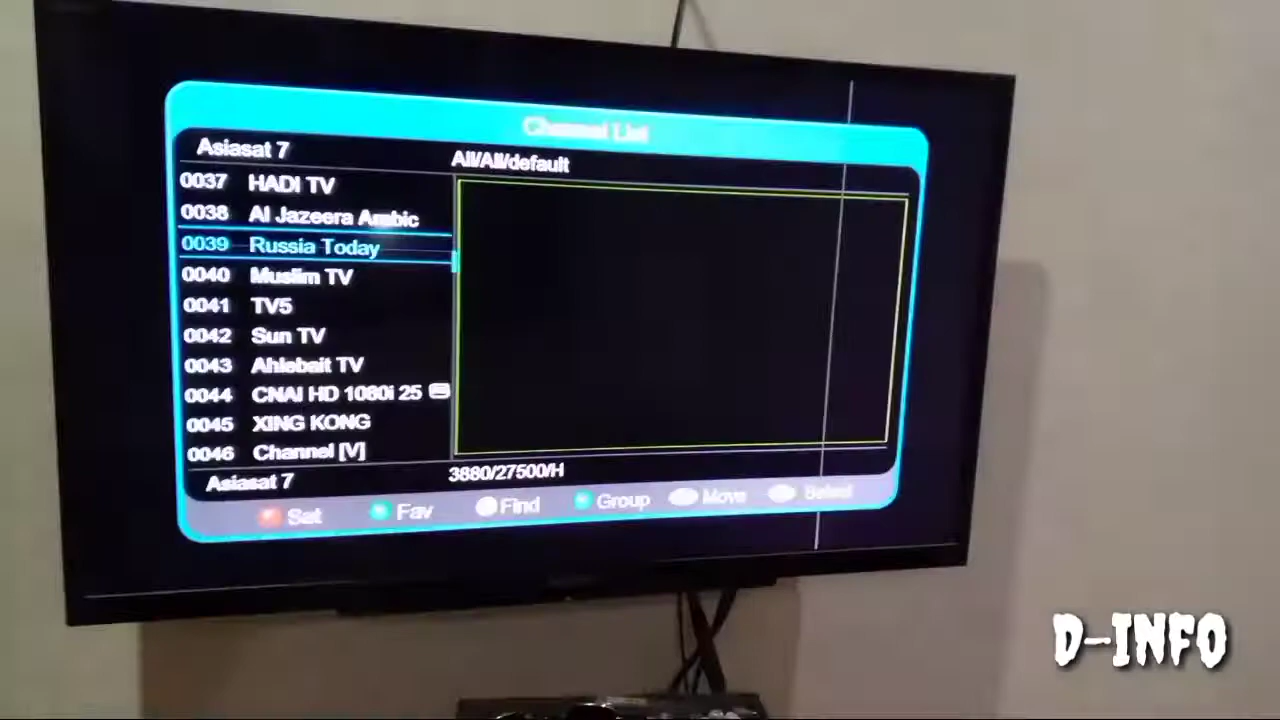 Channel List
Asiasat 7
All/All/default
0037 HADI TV
0038 Al Jazeera Arabic
0039 Russia Today
0040 Muslim TV
0041 TV5
0042 Sun TV
0043 Ahlebait TV
0044 CNAI HD 1080i 25
0045 XING KONG
0046 Channel [V]
Asiasat 7
3880/27500/H
Sat Fav Find Group Move Select
D-INFO